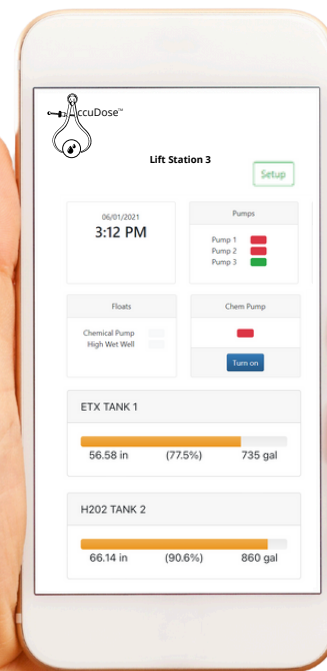 AccuDose™
Lift Station 3
Setup
06/01/2021
3:12 PM
Pumps
Pump 1
Pump 2
Pump 3
Floats
Chemical Pump
High Wet Well
Chem Pump
Turn on
ETX TANK 1
56.58 in (77.5%) 735 gal
H202 TANK 2
66.14 in (90.6%) 860 gal